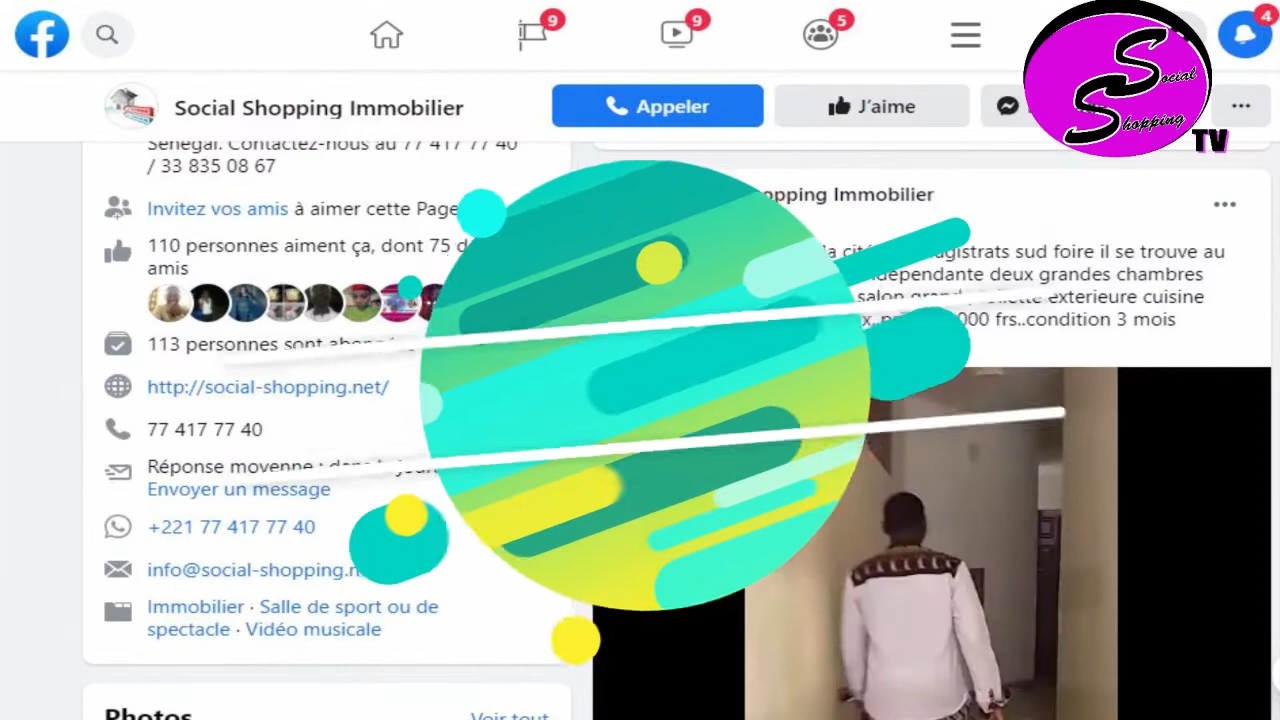 9
9
5
4
Social Shopping TV
Social Shopping Immobilier
Appeler
J’aime
Sénégal. Contactez-nous au 77 417 77 40
/ 33 835 08 67
Invitez vos amis à aimer cette Page
110 personnes aiment ça, dont 75
amis
113 personnes sont
http://social-shopping.net/
77 417 77 40
Réponse moyenne :
Envoyer un message
+221 77 417 77 40
info@social-shopping.n
Immobilier · Salle de sport ou de
spectacle · Vidéo musicale
Photos
Voir tout
pping Immobilier
sud foire il se trouve au
deux grandes chambres
salon exterieure cuisine
000 frs..condition 3 mois